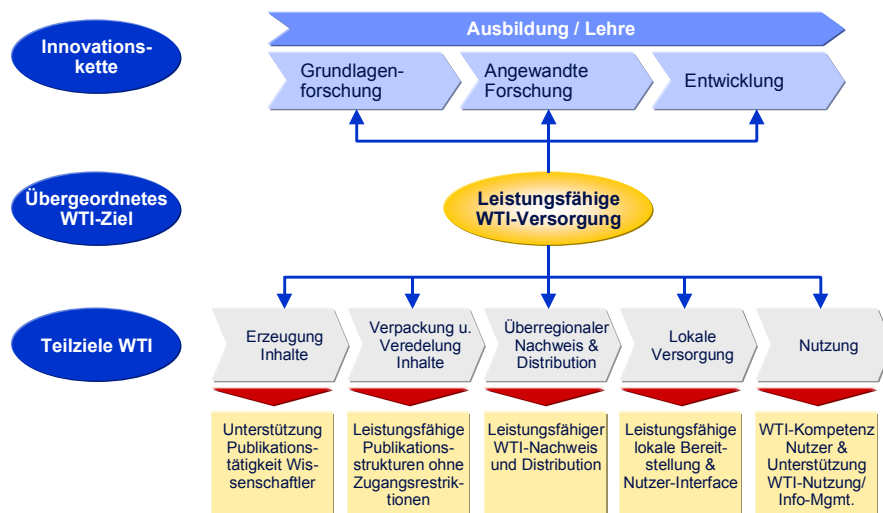 Ausbildung / Lehre
Innovations-
kette
Grundlagen-
forschung
Angewandte
Forschung
Entwicklung
Übergeordnetes
WTI-Ziel
Leistungsfähige
WTI-Versorgung
Teilziele WTI
Erzeugung
Inhalte
Verpackung u.
Veredelung
Inhalte
Überregionaler
Nachweis &
Distribution
Lokale
Versorgung
Nutzung
Unterstützung
Publikations-
tätigkeit Wis-
senschaftler
Leistungsfähige
Publikations-
strukturen ohne
Zugangsrestrik-
tionen
Leistungsfähiger
WTI-Nachweis
und Distribution
Leistungsfähige
lokale Bereit-
stellung &
Nutzer-Interface
WTI-Kompetenz
Nutzer &
Unterstützung
WTI-Nutzung/
Info-Mgmt.